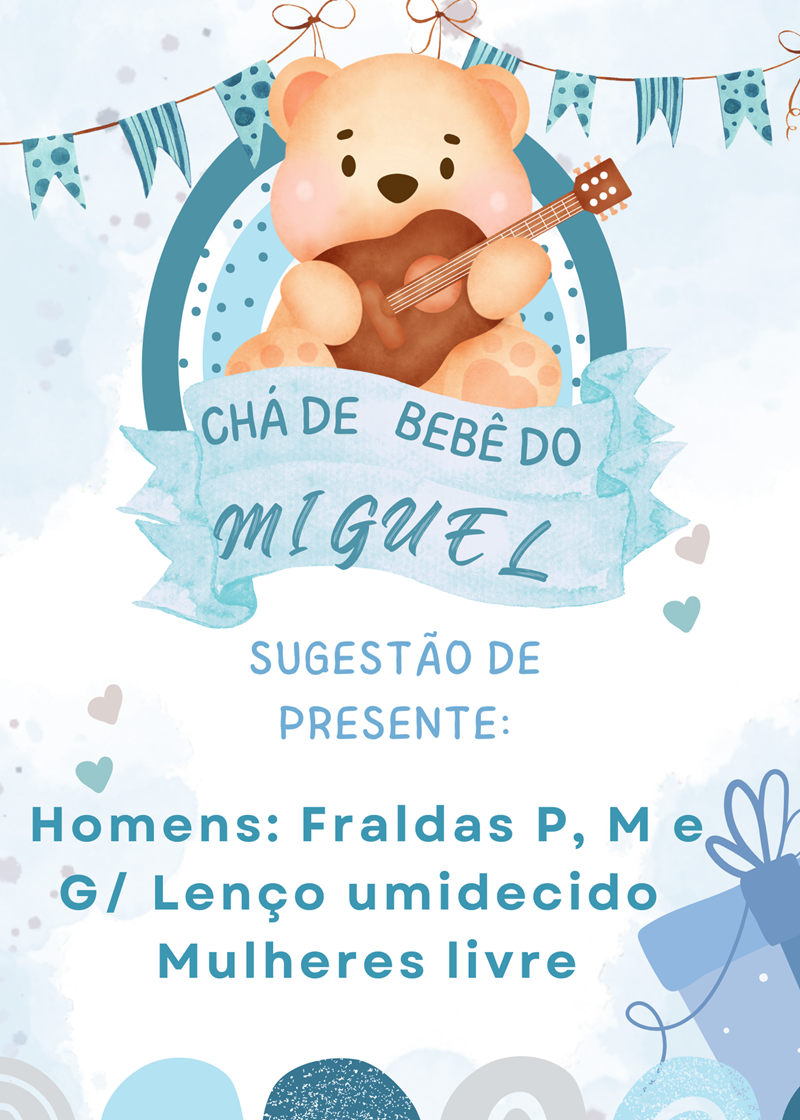 CHÁ DE BEBÊ DO
MIGUEL
SUGESTÃO DE
PRESENTE:
Homens: Fraldas P, M e
G/ Lenço umidecido
Mulheres livre